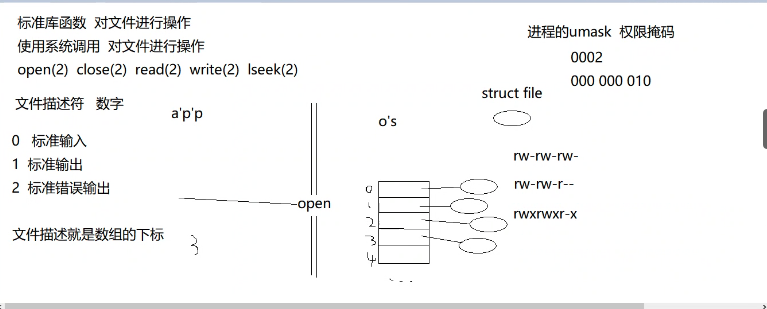 标准库函数 对文件进行操作
使用系统调用 对文件进行操作
open(2) close(2) read(2) write(2) lseek(2)
文件描述符 数字
a'p'p
0 标准输入
1 标准输出
2 标准错误输出
文件描述就是数组的下标
3
open
o's
0
1
2
3
4
struct file
进程的umask 权限掩码
0002
000 000 010
rw-rw-rw-
rw-rw-r--
rwxrwxr-x